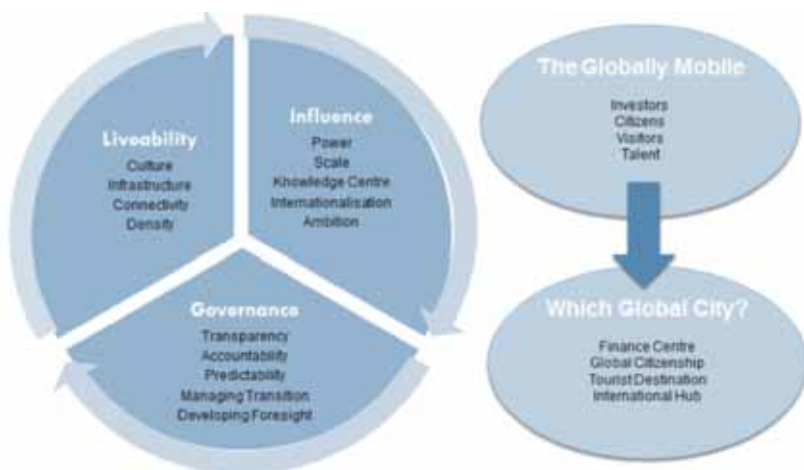 Liveability
Culture
Infrastructure
Connectivity
Density
Influence
Power
Scale
Knowledge Centre
Internationalisation
Ambition
Governance
Transparency
Accountability
Predictability
Managing Transition
Developing Foresight
The Globally Mobile
Investors
Citizens
Visitors
Talent
Which Global City?
Finance Centre
Global Citizenship
Tourist Destination
International Hub